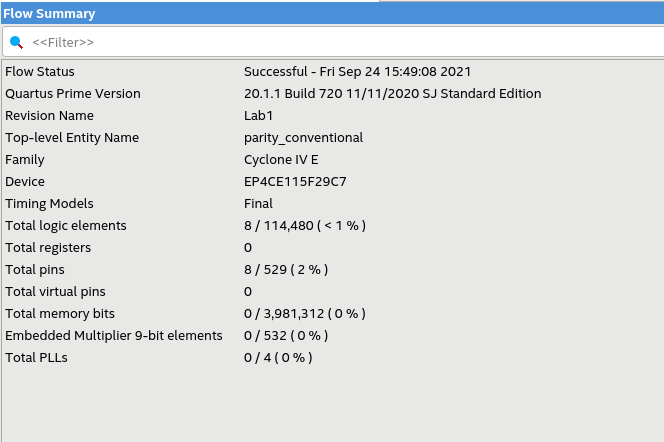 Flow Summary
<<Filter>>
Flow Status Successful - Fri Sep 24 15:49:08 2021
Quartus Prime Version 20.1.1 Build 720 11/11/2020 SJ Standard Edition
Revision Name Lab1
Top-level Entity Name parity_conventional
Family Cyclone IV E
Device EP4CE115F29C7
Timing Models Final
Total logic elements 8 / 114,480 ( < 1 % )
Total registers 0
Total pins 8 / 529 ( 2 % )
Total virtual pins 0
Total memory bits 0 / 3,981,312 ( 0 % )
Embedded Multiplier 9-bit elements 0 / 532 ( 0 % )
Total PLLs 0 / 4 ( 0 % )